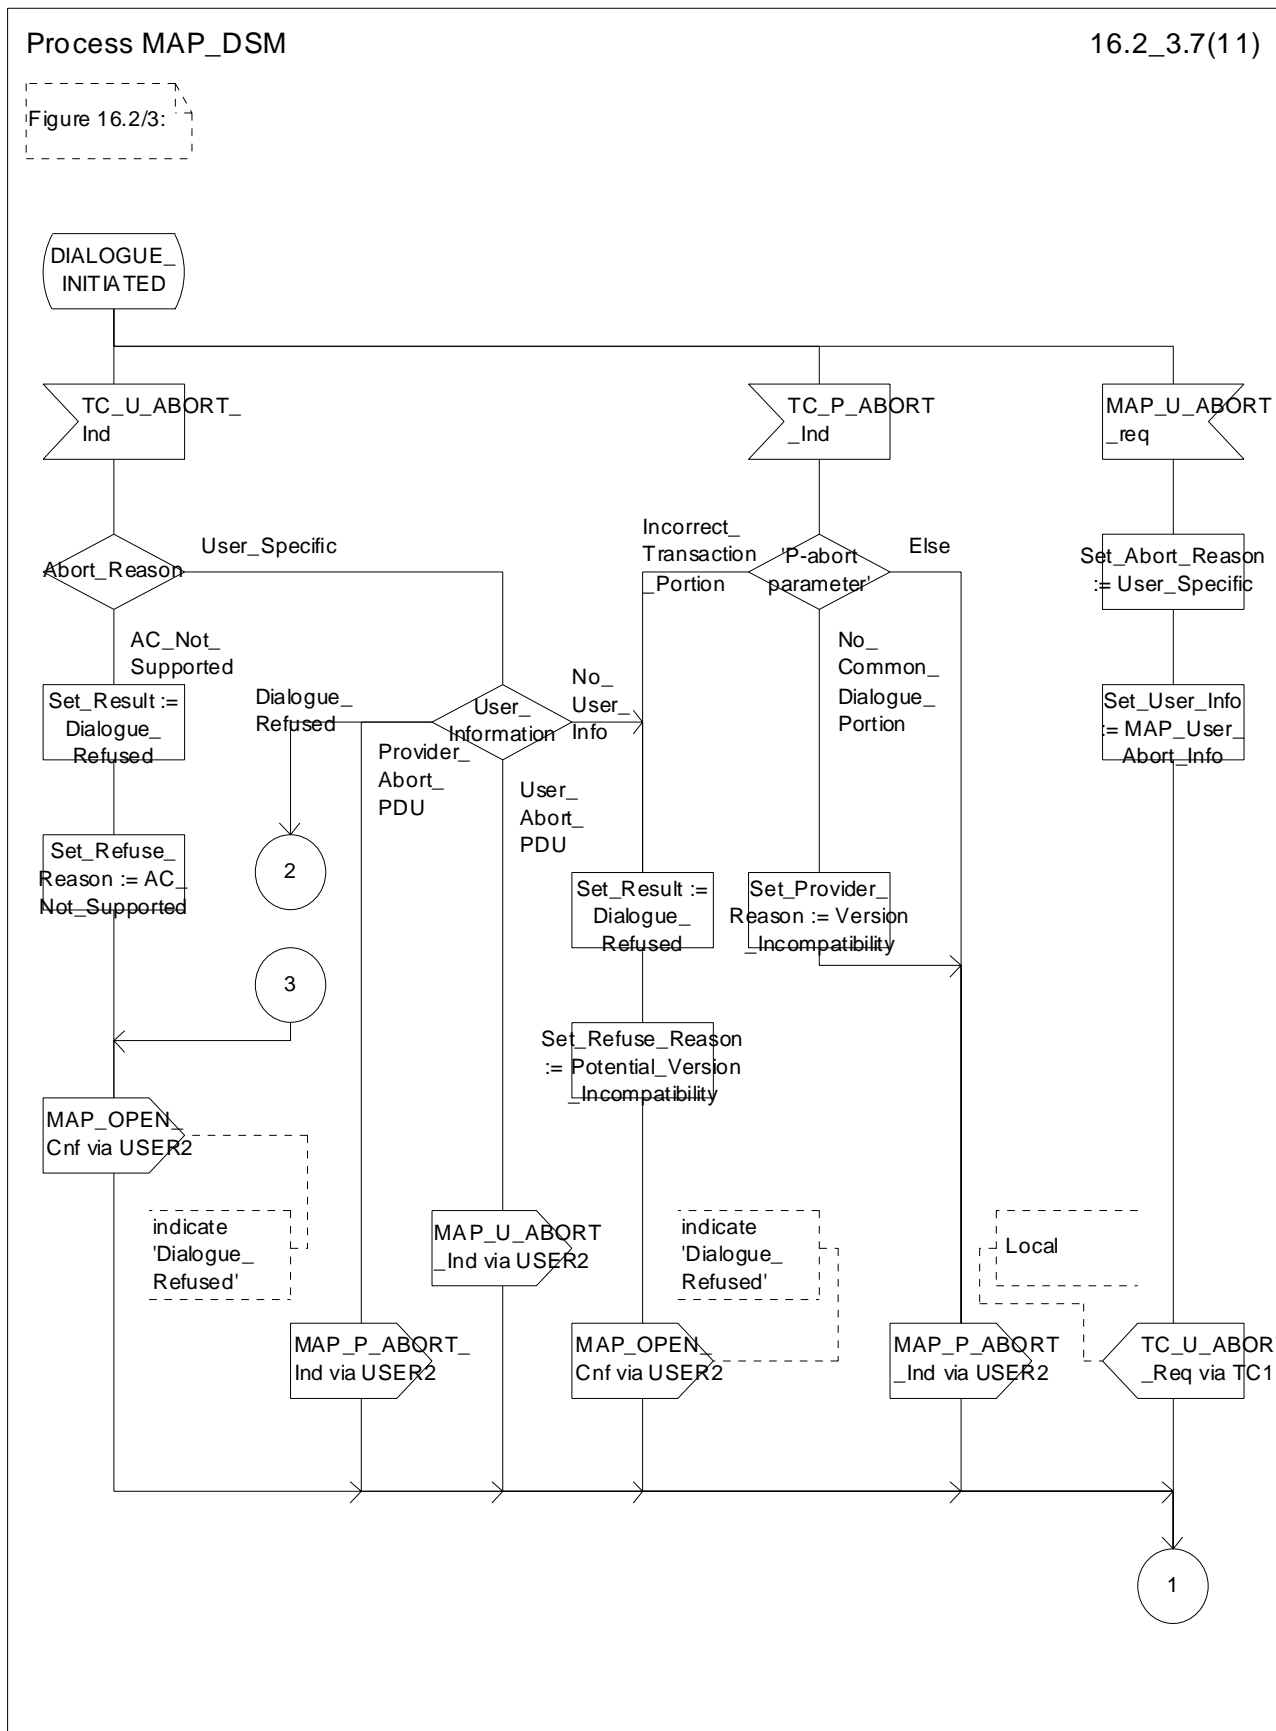 Process MAP_DSM
16.2_3.7(11)
Figure 16.2/3:
DIALOGUE_
INITIATED
TC_U_ABORT_
Ind
TC_P_ABORT
_Ind
MAP_U_ABORT
_req
Abort_Reason
User_Specific
Incorrect_
Transaction
_Portion
'P-abort
parameter'
Else
Set_Abort_Reason
:= User_Specific
AC_Not_
Supported
No_
Common_
Dialogue_
Portion
Set_Result :=
Dialogue_
Refused
Dialogue_
Refused
User_
Information
No_
User_
Info
Set_User_Info
:= MAP_User_
Abort_Info
Provider_
Abort_
PDU
User_
Abort_
PDU
Set_Refuse_
Reason := AC_
Not_Supported
2
Set_Result :=
Dialogue_
Refused
Set_Provider_
Reason := Version
_Incompatibility
3
Set_Refuse_Reason
:= Potential_Version
_Incompatibility
MAP_OPEN_
Cnf via USER2
indicate
'Dialogue_
Refused'
MAP_U_ABORT
_Ind via USER2
indicate
'Dialogue_
Refused'
Local
MAP_P_ABORT_
Ind via USER2
MAP_OPEN_
Cnf via USER2
MAP_P_ABORT
_Ind via USER2
TC_U_ABOR
_Req via TC1
1